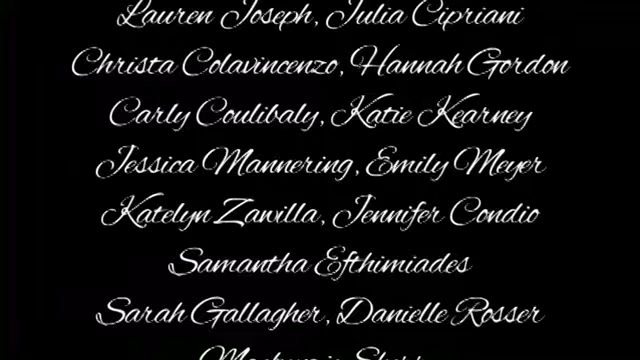 Lauren Joseph, Julia Cipriani
Christa Colavincenzo, Hannah Gordon
Carly Coulibaly, Katie Kearney
Jessica Mannering, Emily Meyer
Katelyn Zawilla, Jennifer Condio
Samantha Efthimiades
Sarah Gallagher, Danielle Rosser